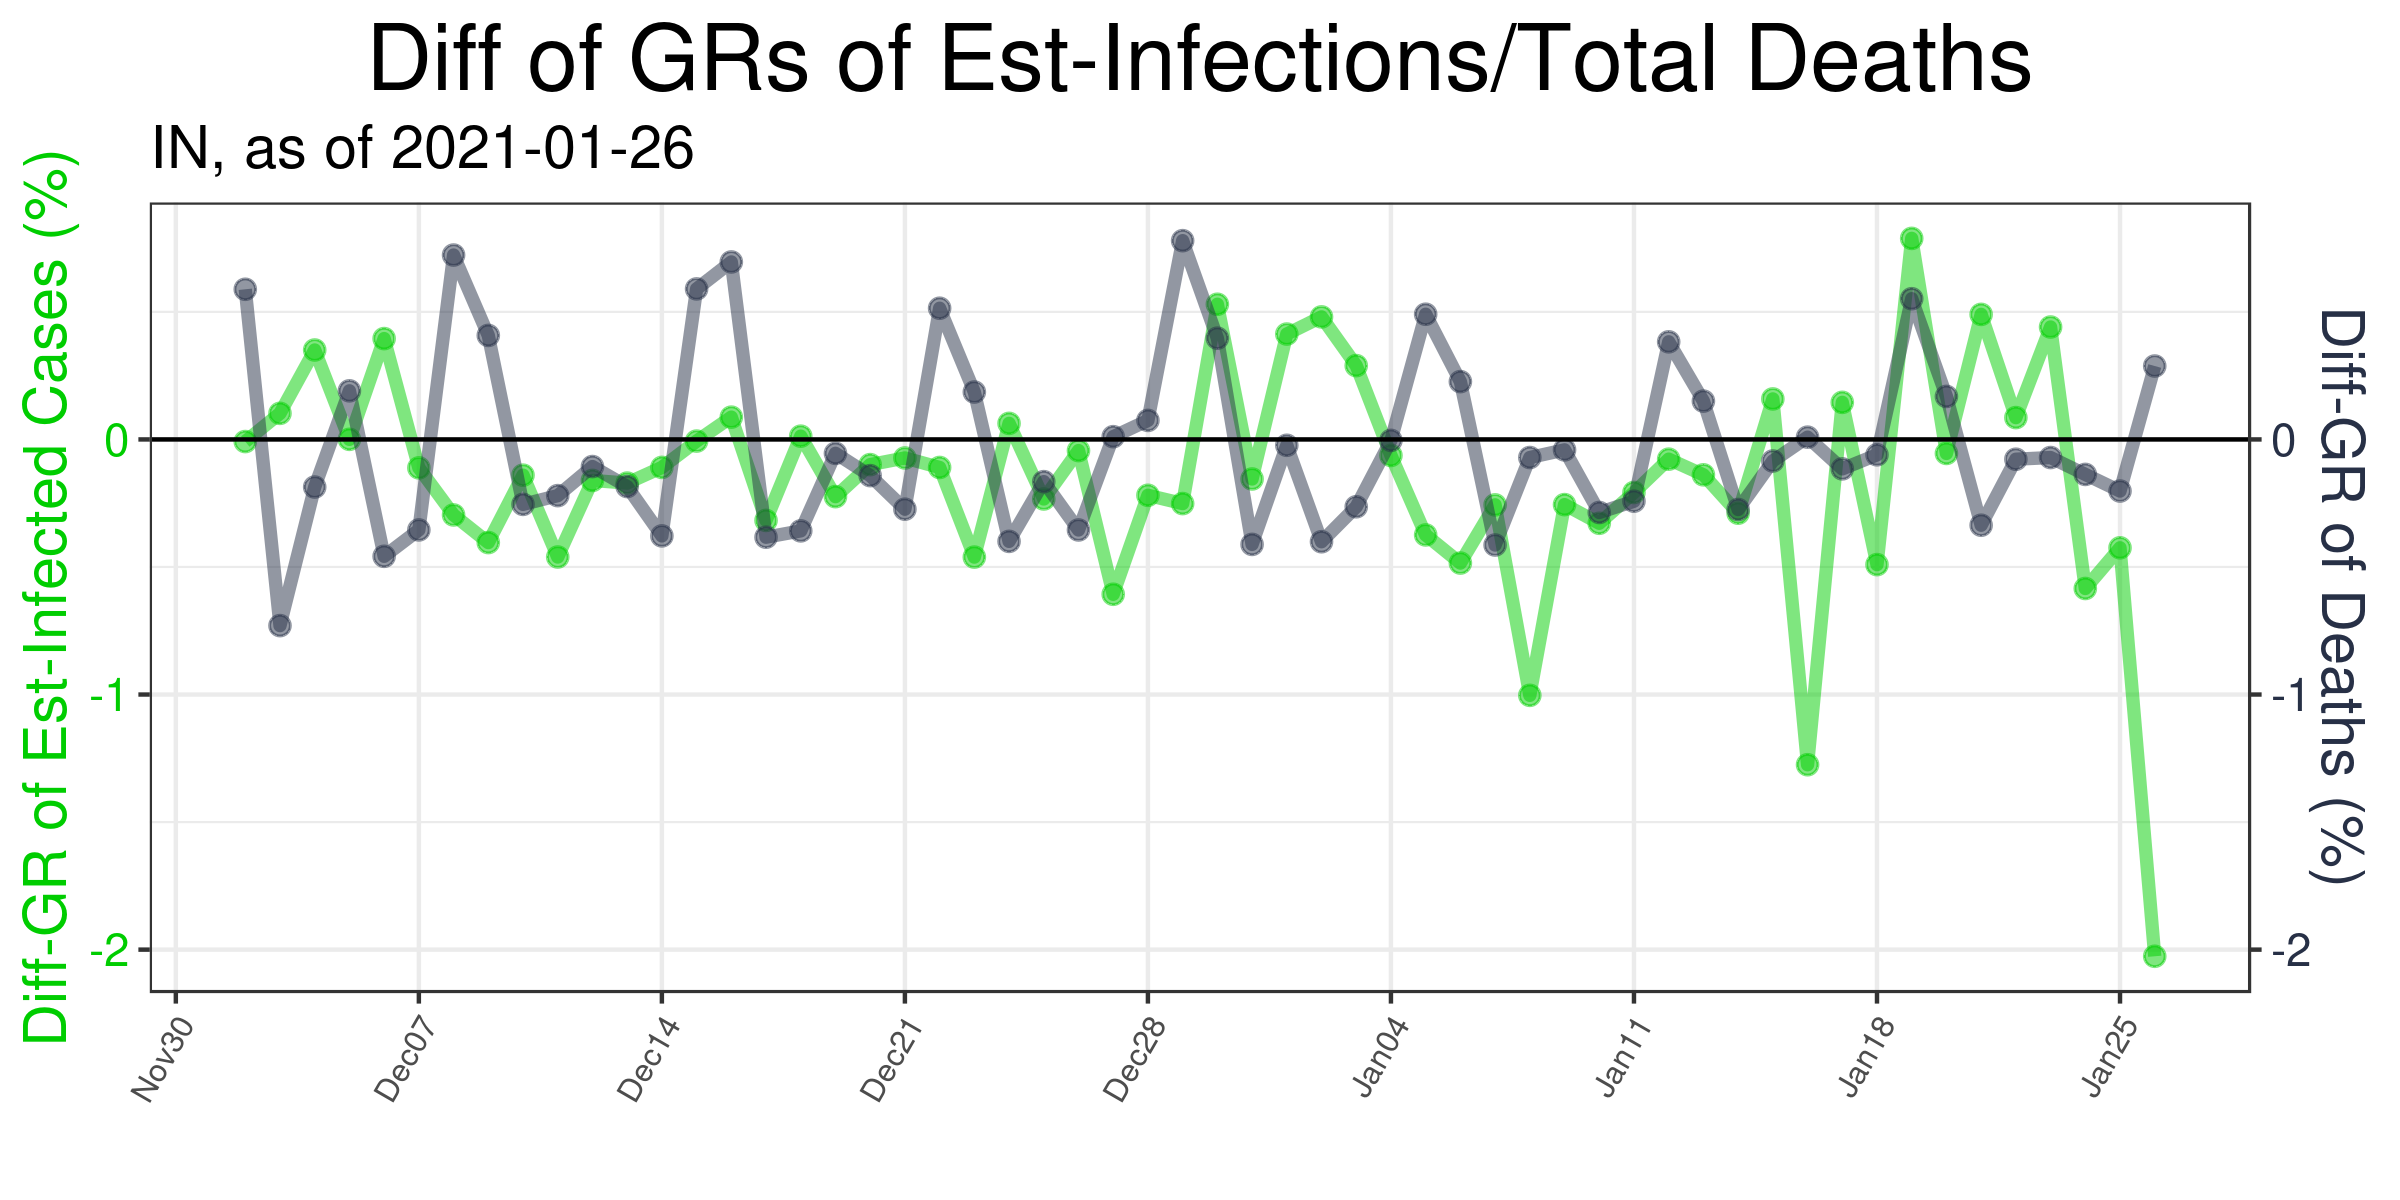 Diff of GRs of Est-Infections/Total Deaths
IN, as of 2021-01-26
Diff-GR of Est-Infected Cases (%)
0
-1
-2
0
-1
-2
Diff-GR of Deaths (%)
Nov30
Dec07
Dec14
Dec21
Dec28
Jan04
Jan11
Jan18
Jan25